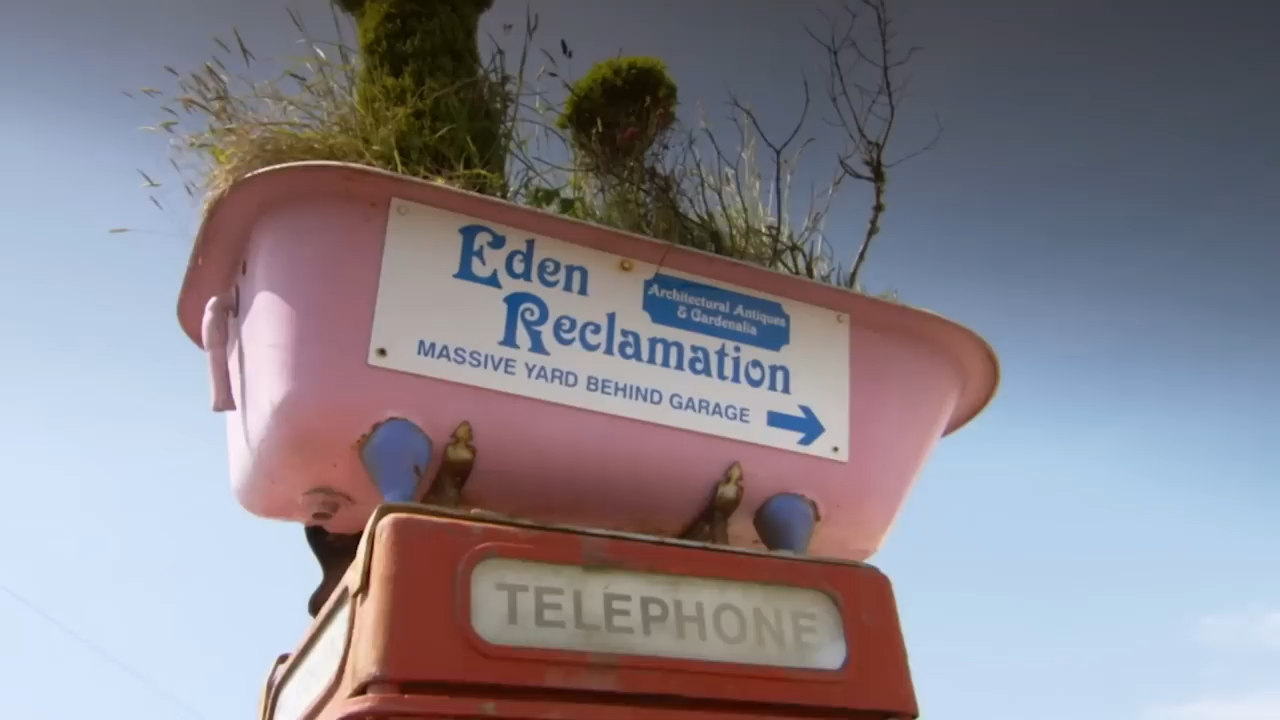 Eden
Architectural Antiques
& Gardenalia
Reclamation
MASSIVE YARD BEHIND GARAGE
TELEPHONE